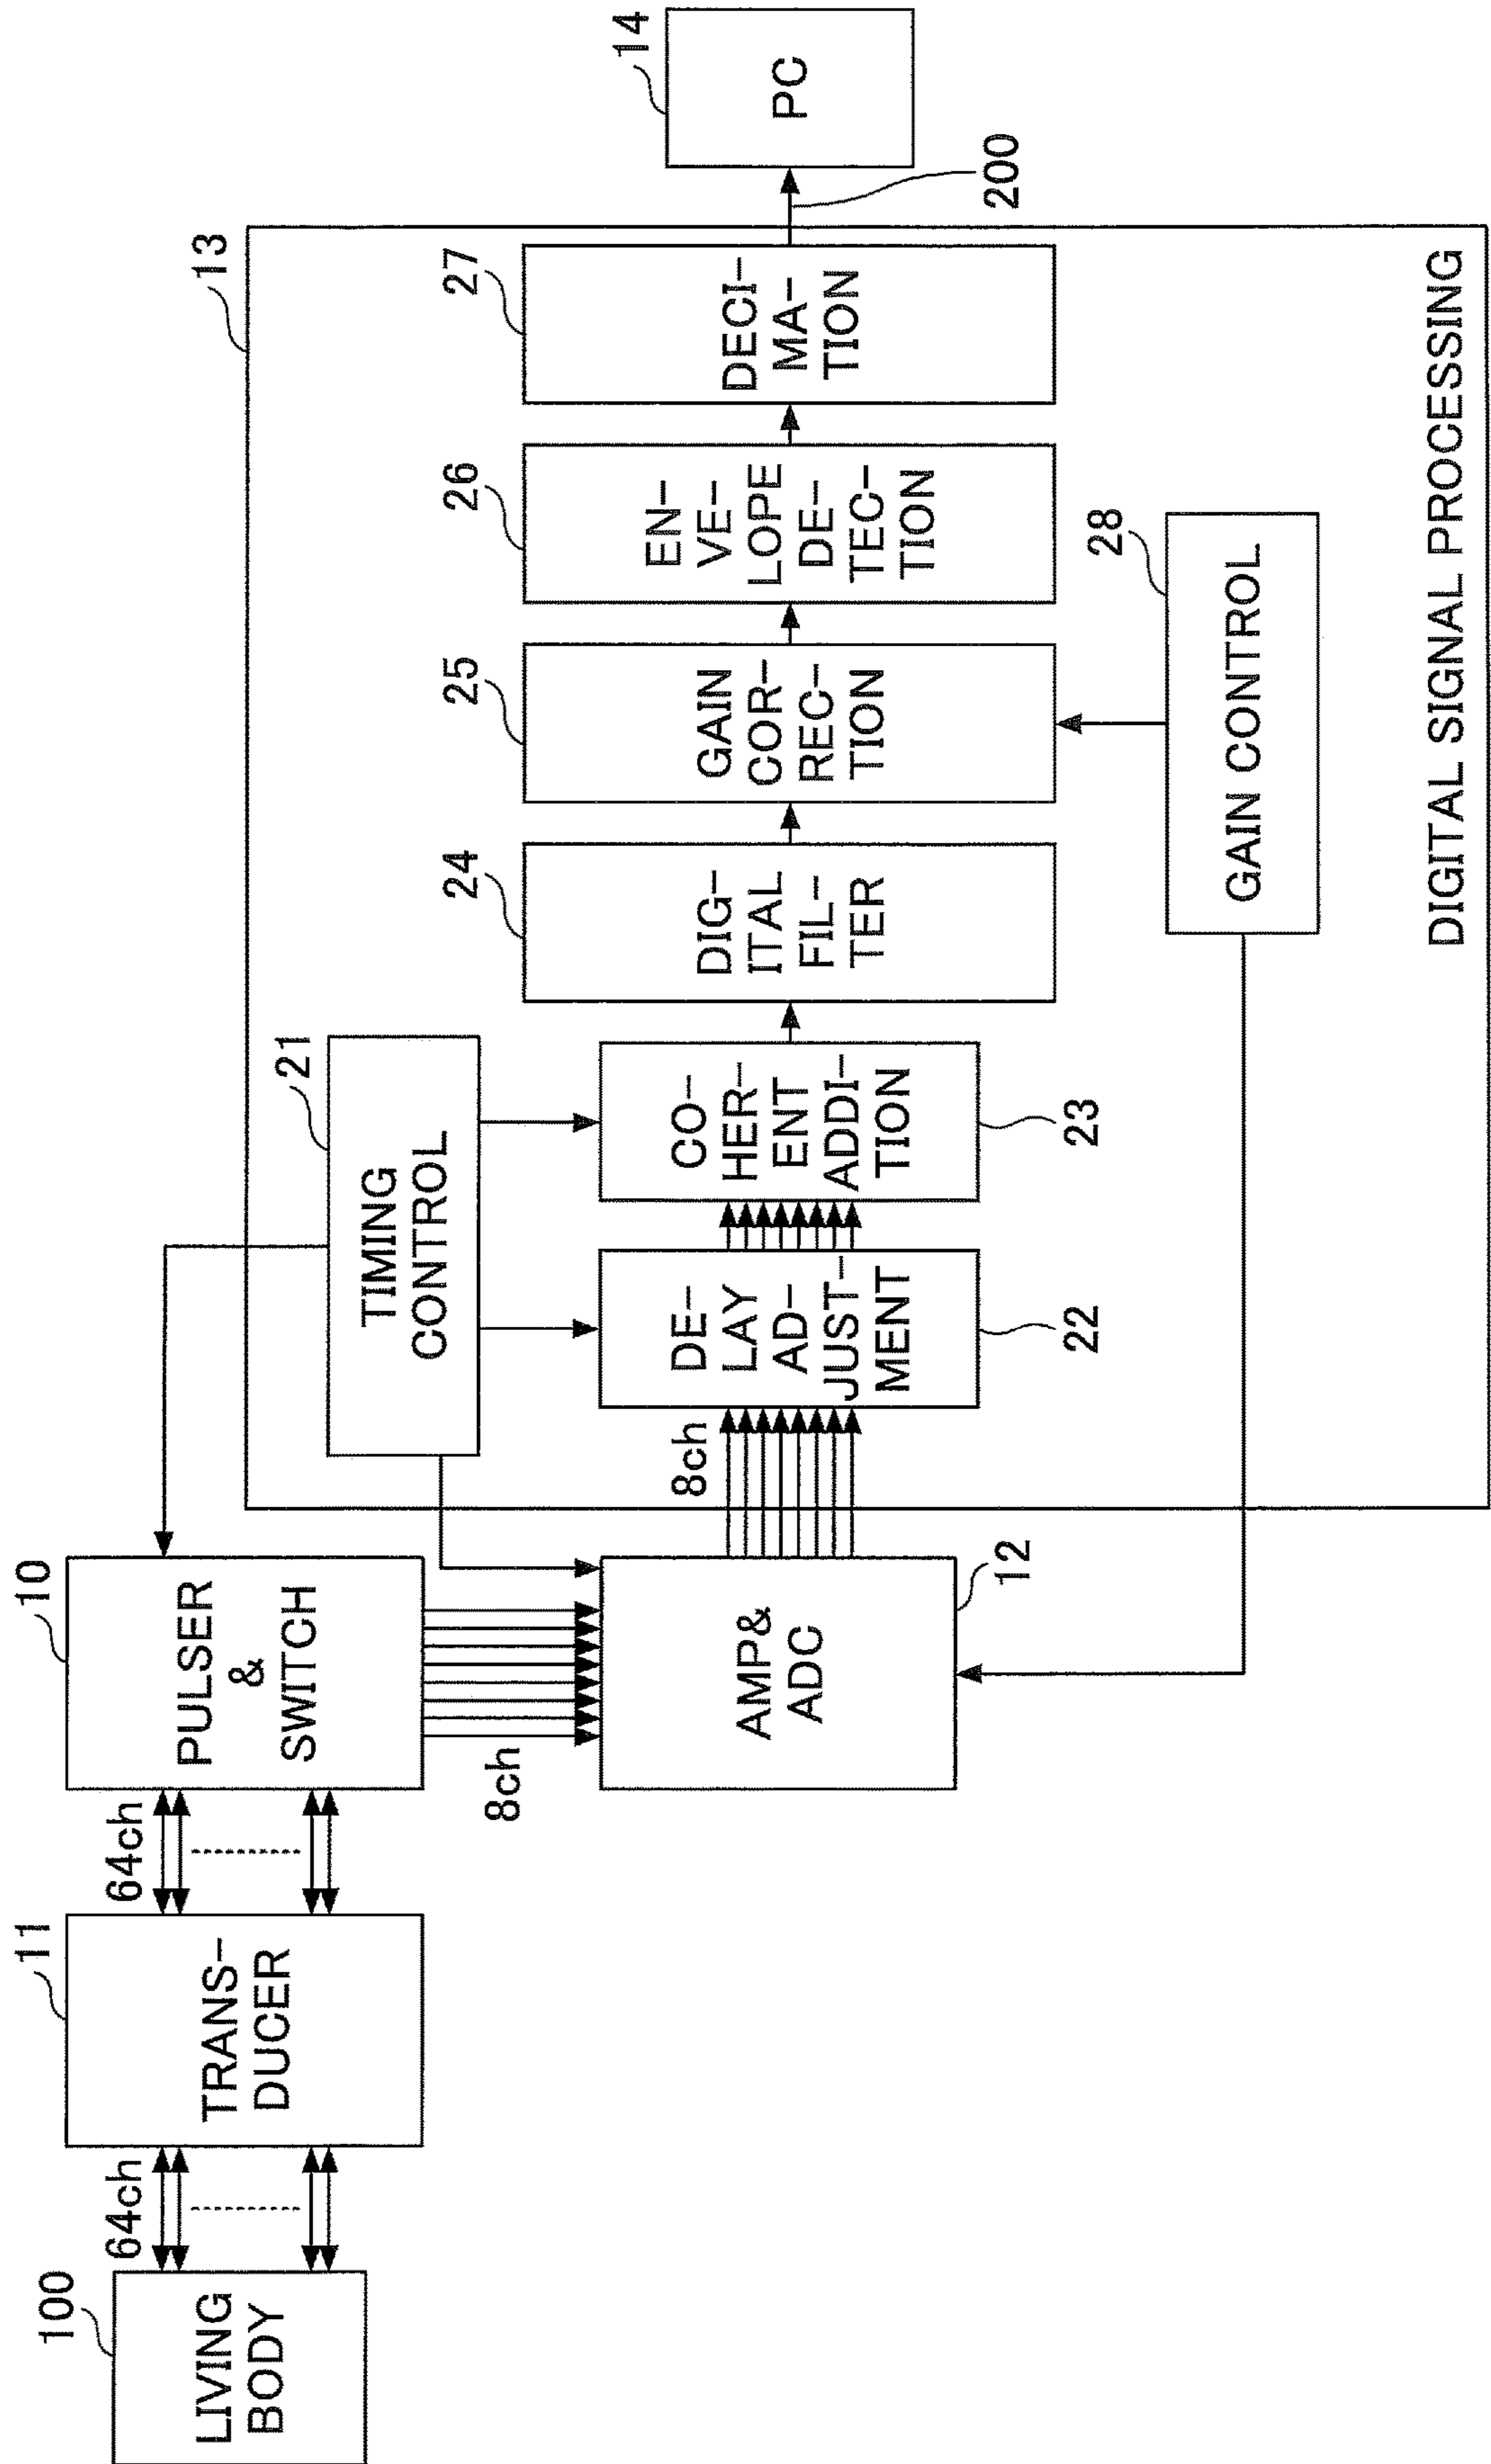 100
LIVING
BODY
64ch
11
TRANS–
DUCER
64ch
10
PULSER
&
SWITCH
8ch
AMP&
ADC
12
13
21
TIMING
CONTROL
8ch
DE–
LAY
AD–
JUST–
MENT
22
CO–
HER–
ENT
ADDI–
TION
23
24
DIG–
ITAL
FIL–
TER
25
GAIN
COR–
REC–
TION
26
EN–
VE–
LOPE
DE–
TEC–
TION
27
DECI–
MA–
TION
28
GAIN CONTROL
DIGITAL SIGNAL PROCESSING
200
14
PC